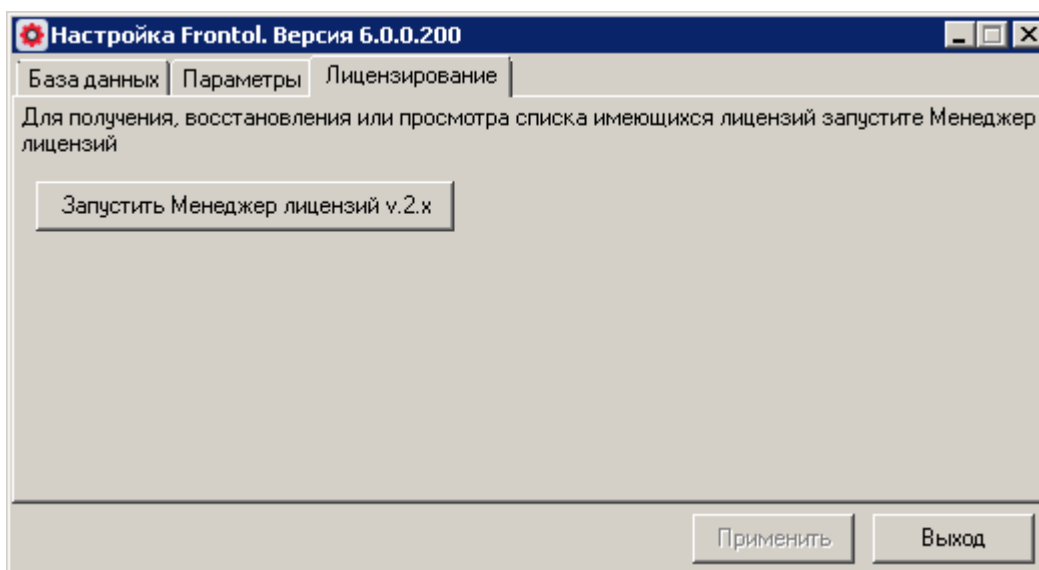 Настройка Frontol. Версия 6.0.0.200
База данных Параметры Лицензирование
Для получения, восстановления или просмотра списка имеющихся лицензий запустите Менеджер
лицензий
Запустить Менеджер лицензий v.2.x
Применить Выход